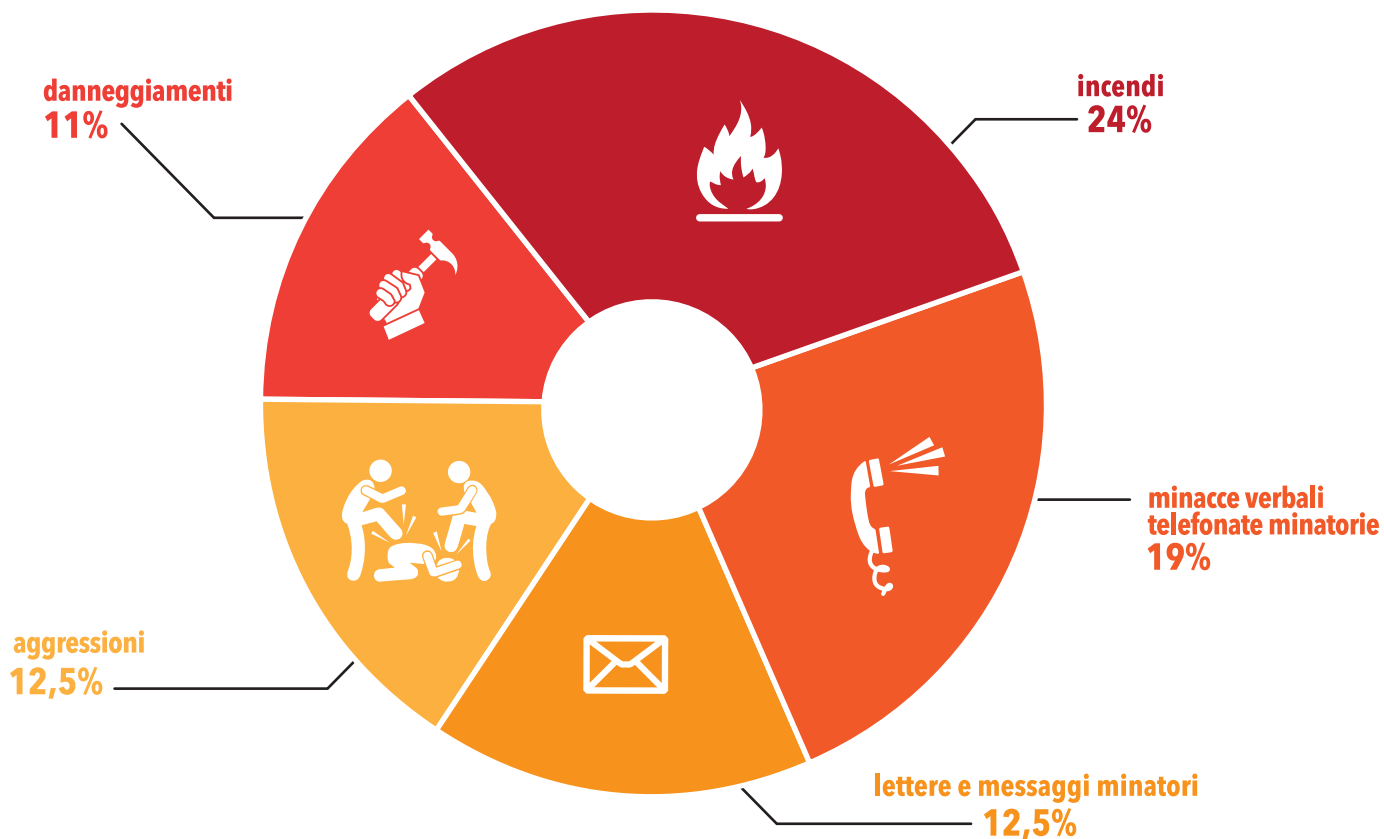 danneggiamenti
11%
incendi
24%
minacce verbali
telefonate minatorie
19%
aggressioni
12,5%
lettere e messaggi minatori
12,5%